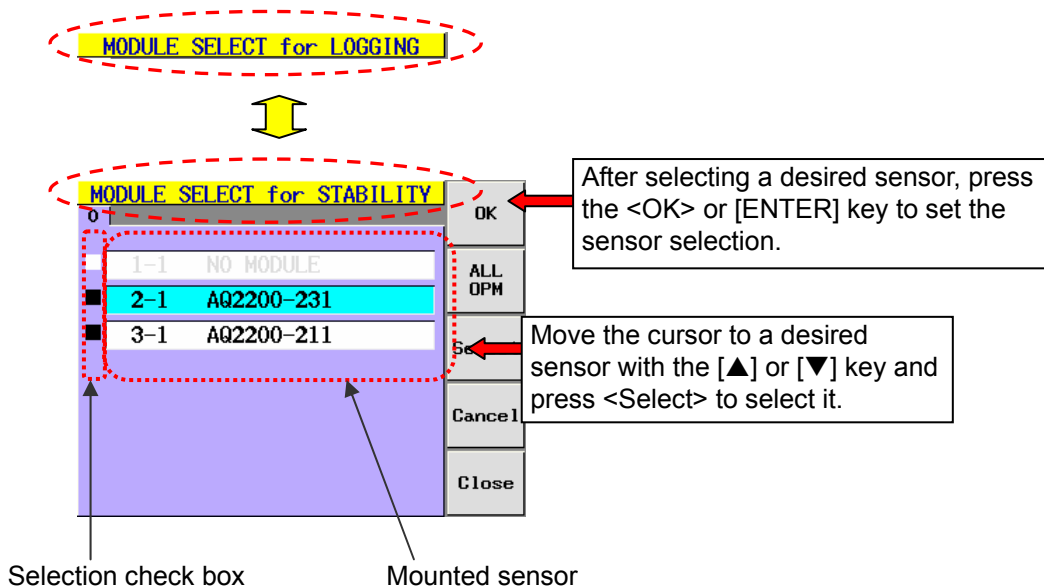 MODULE SELECT for LOGGING
MODULE SELECT for STABILITY
0
OK
After selecting a desired sensor, press
the <OK> or [ENTER] key to set the
sensor selection.
1-1 NO MODULE
ALL
OPM
2-1 AQ2200-231
3-1 AQ2200-211
Move the cursor to a desired
sensor with the [▲] or [▼] key and
press <Select> to select it.
Cancel
Close
Selection check box
Mounted sensor